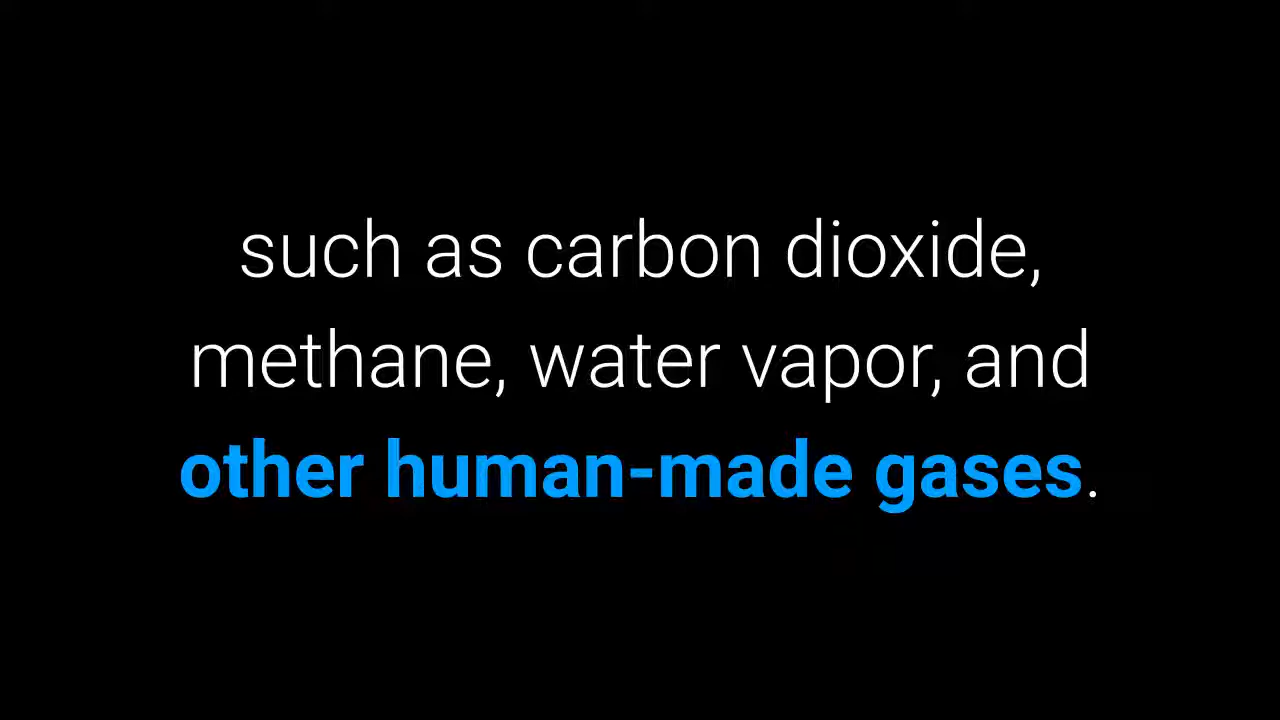 such as carbon dioxide,
methane, water vapor, and
other human-made gases.